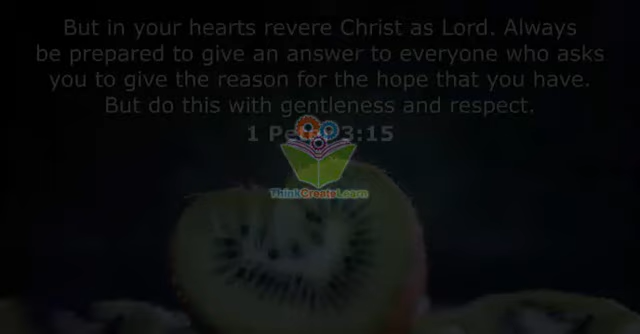 But in your hearts revere Christ as Lord. Always
be prepared to give an answer to everyone who asks
you to give the reason for the hope that you have.
But do this with gentleness and respect.
1 Peter 3:15
ThinkCreateLearn